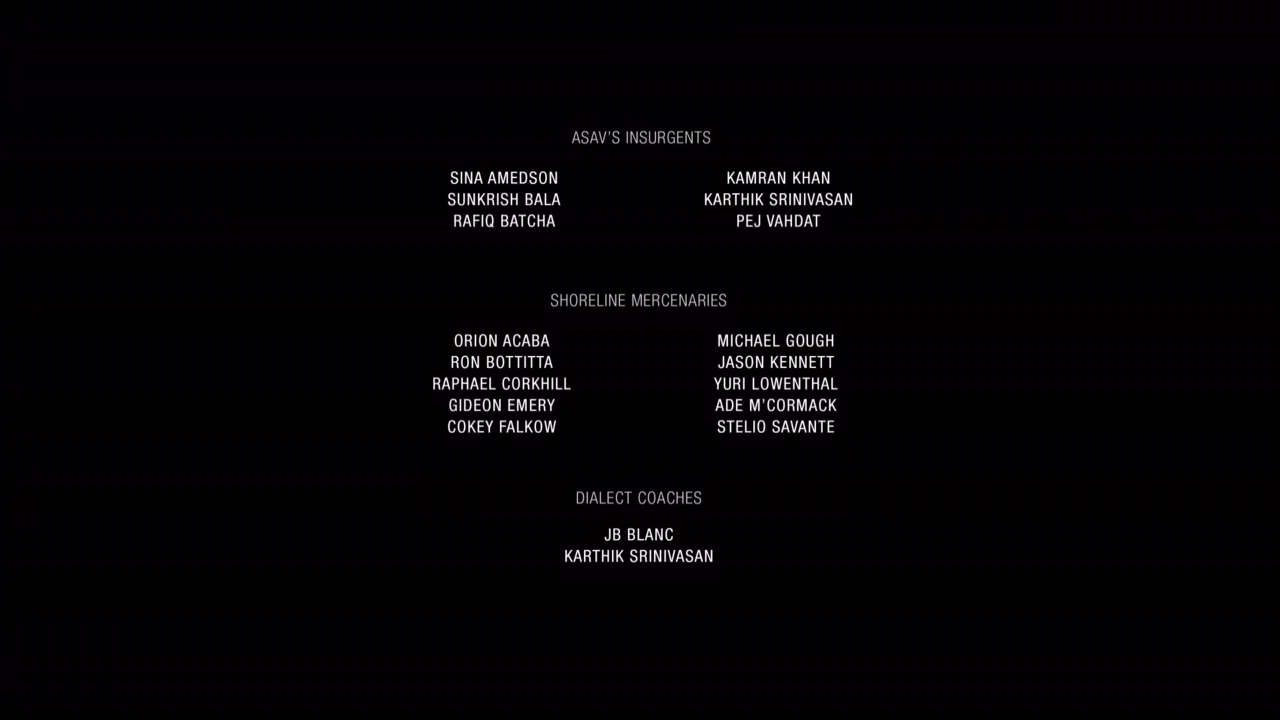 ASAV'S INSURGENTS
SINA AMEDSON KAMRAN KHAN
SUNKRISH BALA KARTHIK SRINIVASAN
RAFIQ BATCHA PEJ VAHDAT
SHORELINE MERCENARIES
ORION ACABA MICHAEL GOUGH
RON BOTTITTA JASON KENNETT
RAPHAEL CORKHILL YURI LOWENTHAL
GIDEON EMERY ADE M'CORMACK
COKEY FALKOW STELIO SAVANTE
DIALECT COACHES
JB BLANC
KARTHIK SRINIVASAN